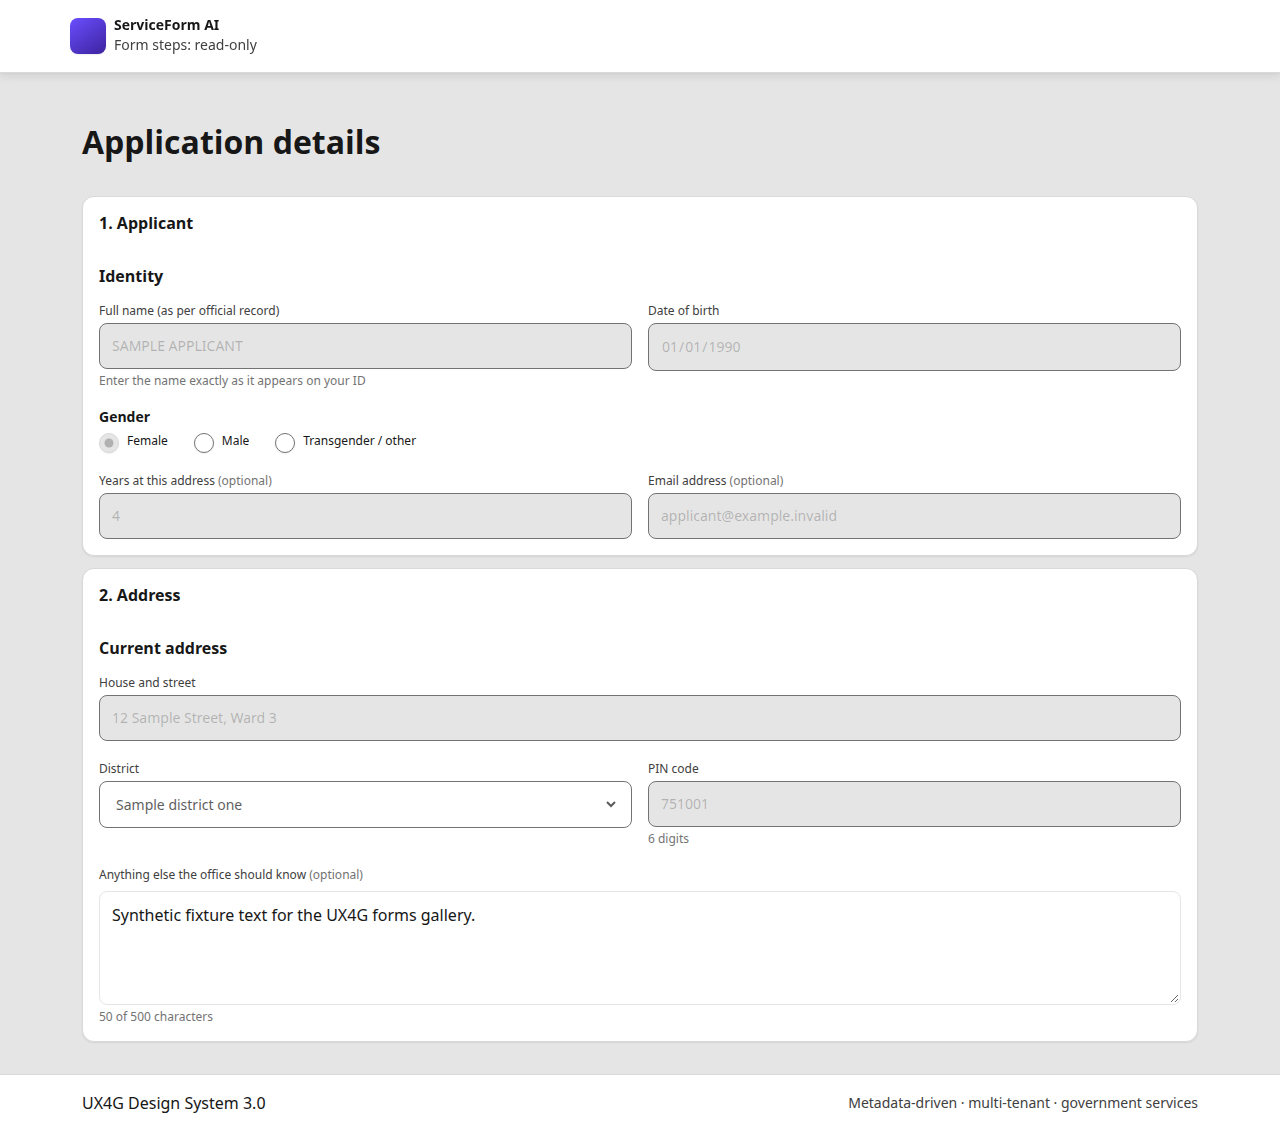 ServiceForm AI
Form steps: read-only
Application details
1. Applicant
Identity
Full name (as per official record)
Date of birth
SAMPLE APPLICANT
01/01/1990
Enter the name exactly as it appears on your ID
Gender
Female
Male
Transgender / other
Years at this address (optional)
Email address (optional)
4
applicant@example.invalid
2. Address
Current address
House and street
12 Sample Street, Ward 3
District
PIN code
Sample district one
751001
6 digits
Anything else the office should know (optional)
Synthetic fixture text for the UX4G forms gallery.
50 of 500 characters
UX4G Design System 3.0
Metadata-driven · multi-tenant · government services